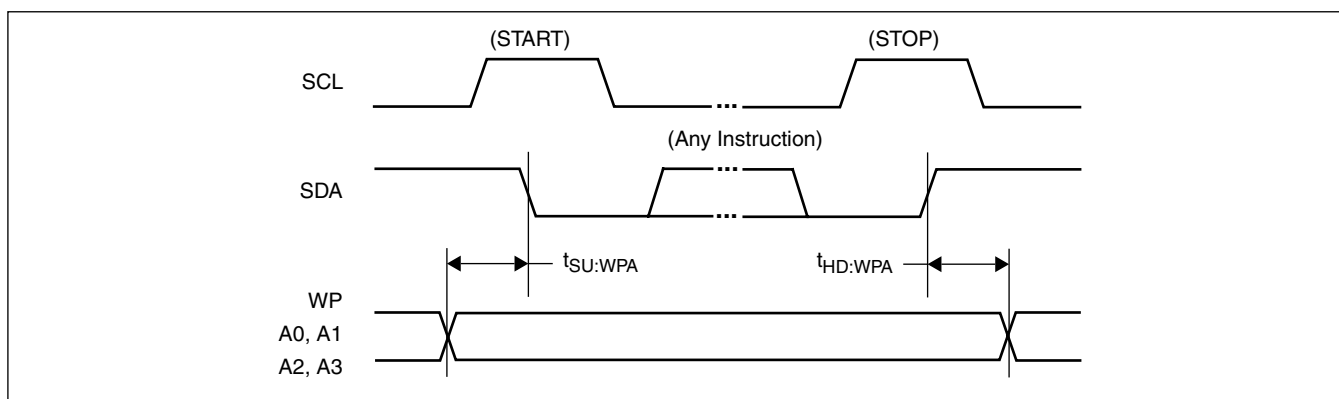 (START)
(STOP)
SCL
...
(Any Instruction)
...
SDA
...
tSU:WPA
tHD:WPA
WP
A0, A1
A2, A3